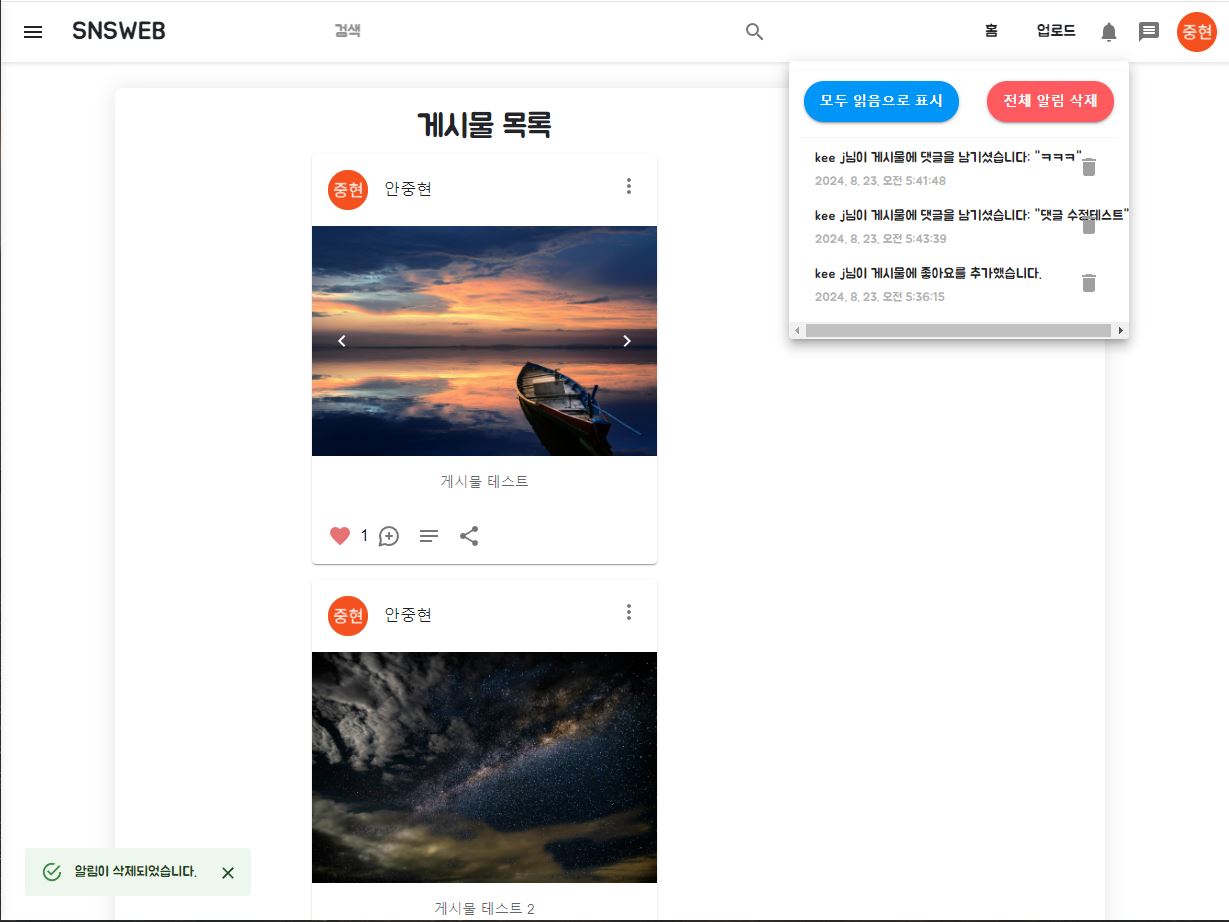 SNSWEB
검색
홈
업로드
중현
모두 읽음으로 표시
전체 알림 삭제
kee j님이 게시물에 댓글을 남기셨습니다: "ㅋㅋㅋ"
2024. 8. 23. 오전 5:41:48
kee j님이 게시물에 댓글을 남기셨습니다: "댓글 수정테스트"
2024. 8. 23. 오전 5:43:39
kee j님이 게시물에 좋아요를 추가했습니다.
2024. 8. 23. 오전 5:36:15
게시물 목록
중현
안중현
게시물 테스트
1
중현
안중현
게시물 테스트 2
알림이 삭제되었습니다.